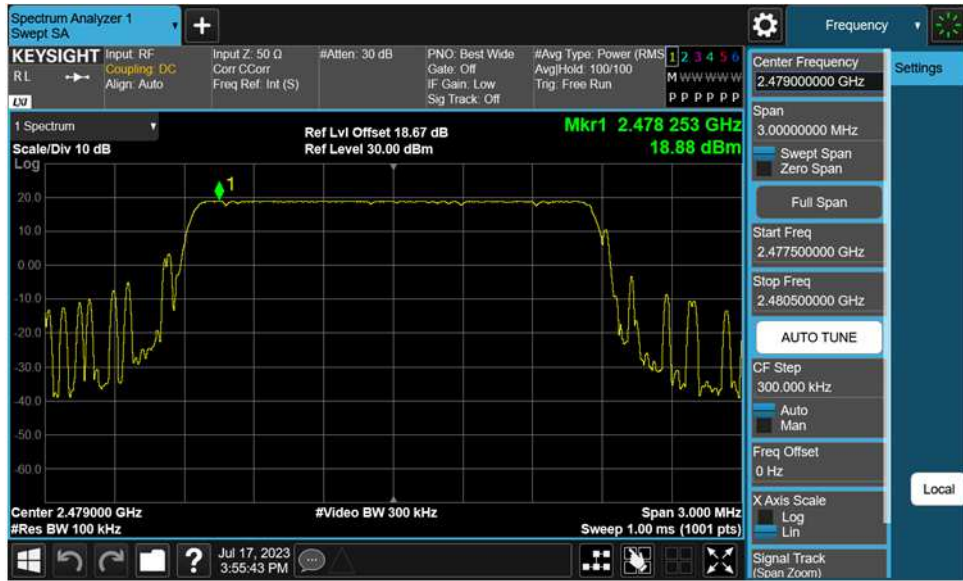 Spectrum Analyzer 1
Swept SA
+
Frequency
KEYSIGHT
RL
LXI
Input: RF
Coupling: DC
Align: Auto
Input Z: 50 Ω
Corr CCorr
Freq Ref: Int (S)
#Atten: 30 dB
PNO: Best Wide
Gate: Off
IF Gain: Low
Sig Track: Off
#Avg Type: Power (RMS
Avg|Hold: 100/100
Trig: Free Run
1 2 3 4 5 6
M W W W W W
P P P P P P
Center Frequency
2.479000000 GHz
Settings
Span
3.00000000 MHz
Swept Span
Zero Span
Full Span
Start Freq
2.477500000 GHz
Stop Freq
2.480500000 GHz
AUTO TUNE
CF Step
300.000 kHz
Auto
Man
Freq Offset
0 Hz
X Axis Scale
Log
Lin
Local
Signal Track
(Span Zoom)
1 Spectrum
Scale/Div 10 dB
Log
Ref Lvl Offset 18.67 dB
Ref Level 30.00 dBm
Mkr1 2.478 253 GHz
18.88 dBm
1
20.0
10.0
0.00
-10.0
-20.0
-30.0
-40.0
-50.0
-60.0
Center 2.479000 GHz
#Res BW 100 kHz
#Video BW 300 kHz
Span 3.000 MHz
Sweep 1.00 ms (1001 pts)
?
Jul 17, 2023
3:55:43 PM